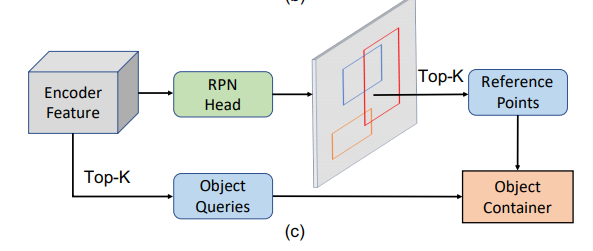 (b)
Encoder
Feature
RPN
Head
Top-K
Reference
Points
Top-K
Object
Queries
Object
Container
(c)